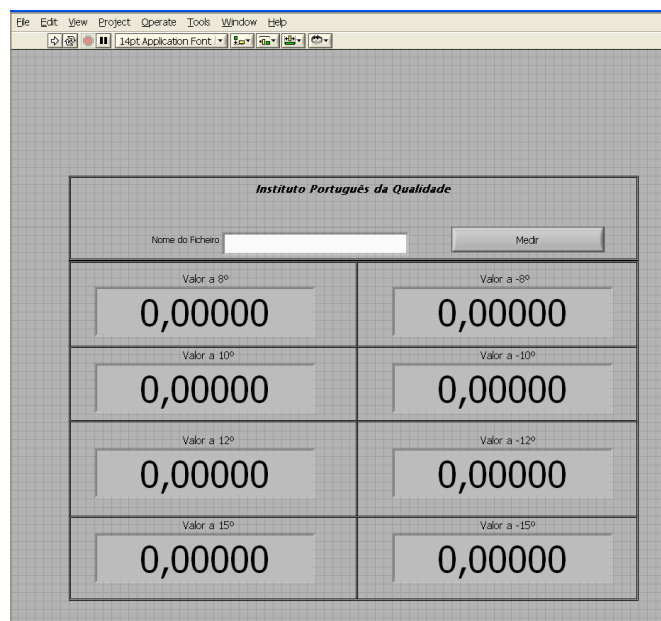 File Edit View Project Operate Tools Window Help
14pt Application Font
Instituto Português da Qualidade
Nome do Ficheiro
Medir
Valor a 8º
Valor a -8º
0,00000
0,00000
Valor a 10º
Valor a -10º
0,00000
0,00000
Valor a 12º
Valor a -12º
0,00000
0,00000
Valor a 15º
Valor a -15º
0,00000
0,00000